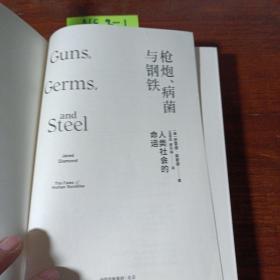 Guns,
Germs,
and
Steel
Jared
Diamond
The Fates of
Human Societies
枪炮、病菌
与钢铁
人类社会的
命运